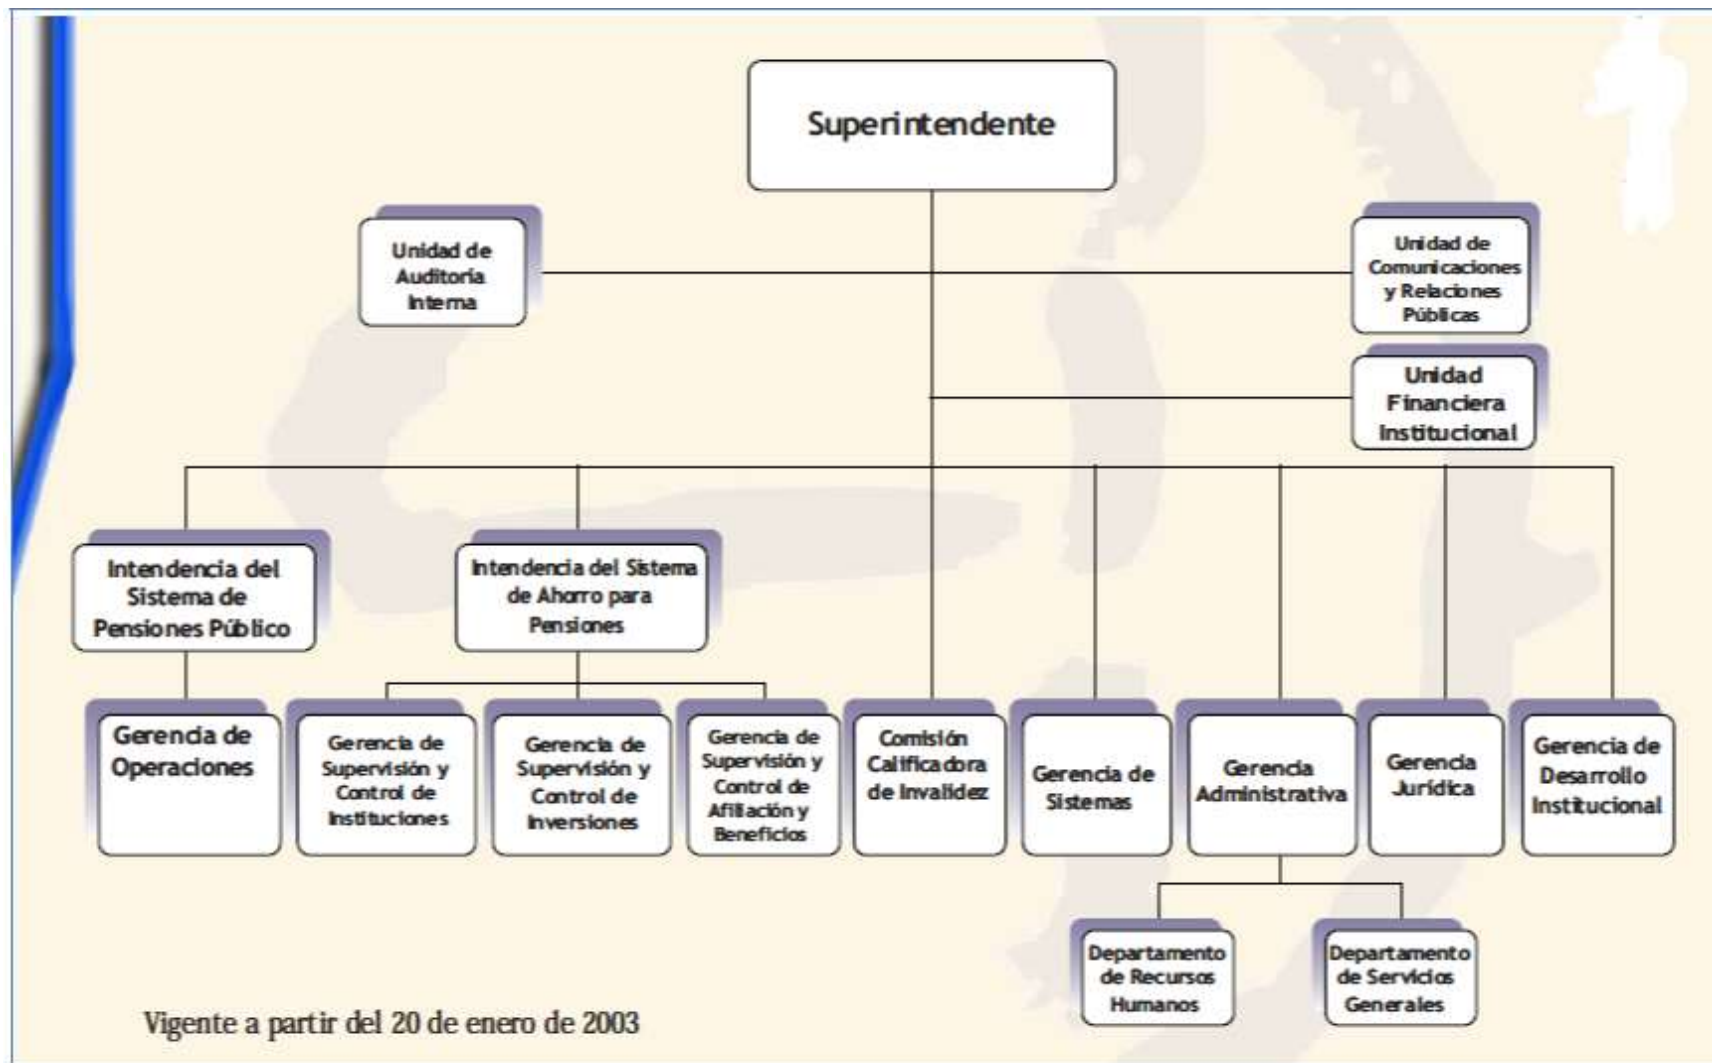 Superintendente
Unidad de
Auditoría
Interna
Unidad de
Comunicaciones
y Relaciones
Públicas
Unidad
Financiera
Institucional
Intendencia del
Sistema de
Pensiones Público
Intendencia del Sistema
de Ahorro para
Pensiones
Gerencia de
Operaciones
Gerencia de
Supervisión y
Control de
Instituciones
Gerencia de
Supervisión y
Control de
Inversiones
Gerencia de
Supervisión y
Control de
Afiliación y
Beneficios
Comisión
Calificadora
de Invalidez
Gerencia de
Sistemas
Gerencia
Administrativa
Gerencia
Jurídica
Gerencia de
Desarrollo
Institucional
Departamento
de Recursos
Humanos
Departamento
de Servicios
Generales
Vigente a partir del 20 de enero de 2003